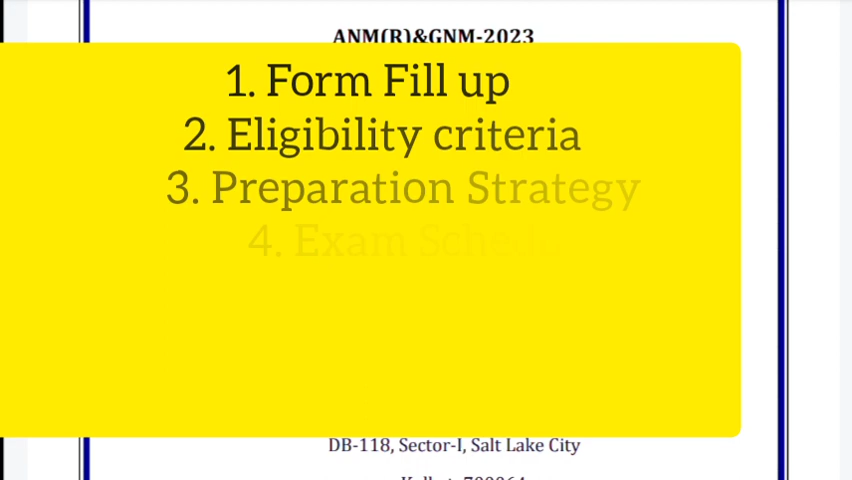 ANM(R)&GNM-2023
1. Form Fill up
2. Eligibility criteria
3. Preparation Strategy
4. Exam
DB-118, Sector-I, Salt Lake City